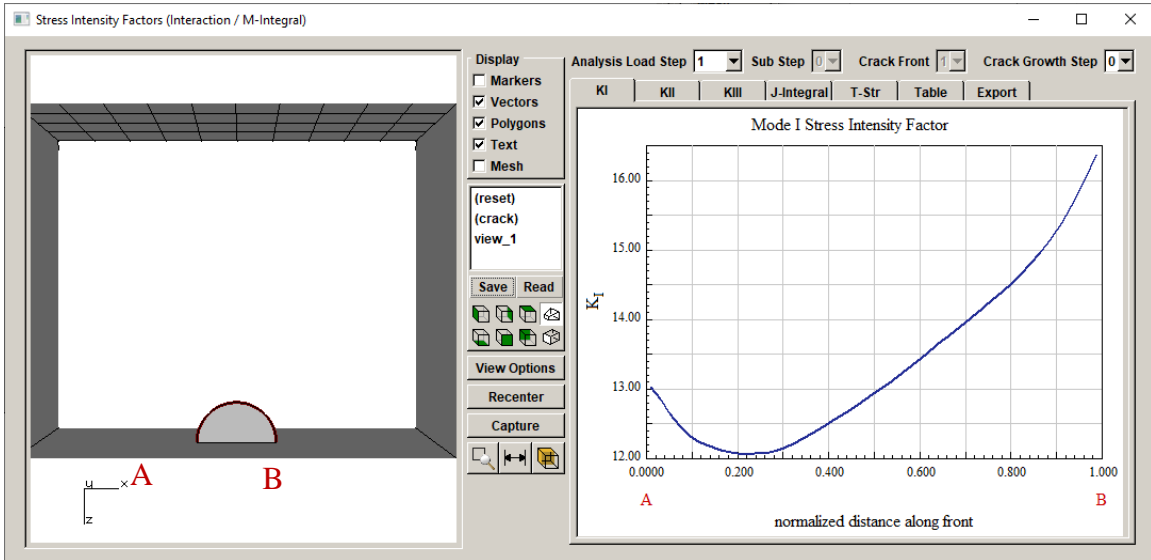 Stress Intensity Factors (Interaction / M-Integral)
Display
Markers
Vectors
Polygons
Text
Mesh
(reset)
(crack)
view_1
Save Read
View Options
Recenter
Capture
A B
y x
z
Analysis Load Step 1 Sub Step 0 Crack Front 1 Crack Growth Step 0
KI KII KIII J-Integral T-Str Table Export
Mode I Stress Intensity Factor
16.00
15.00
14.00
13.00
12.00
KI
0.0000 0.200 0.400 0.600 0.800 1.000
A B
normalized distance along front